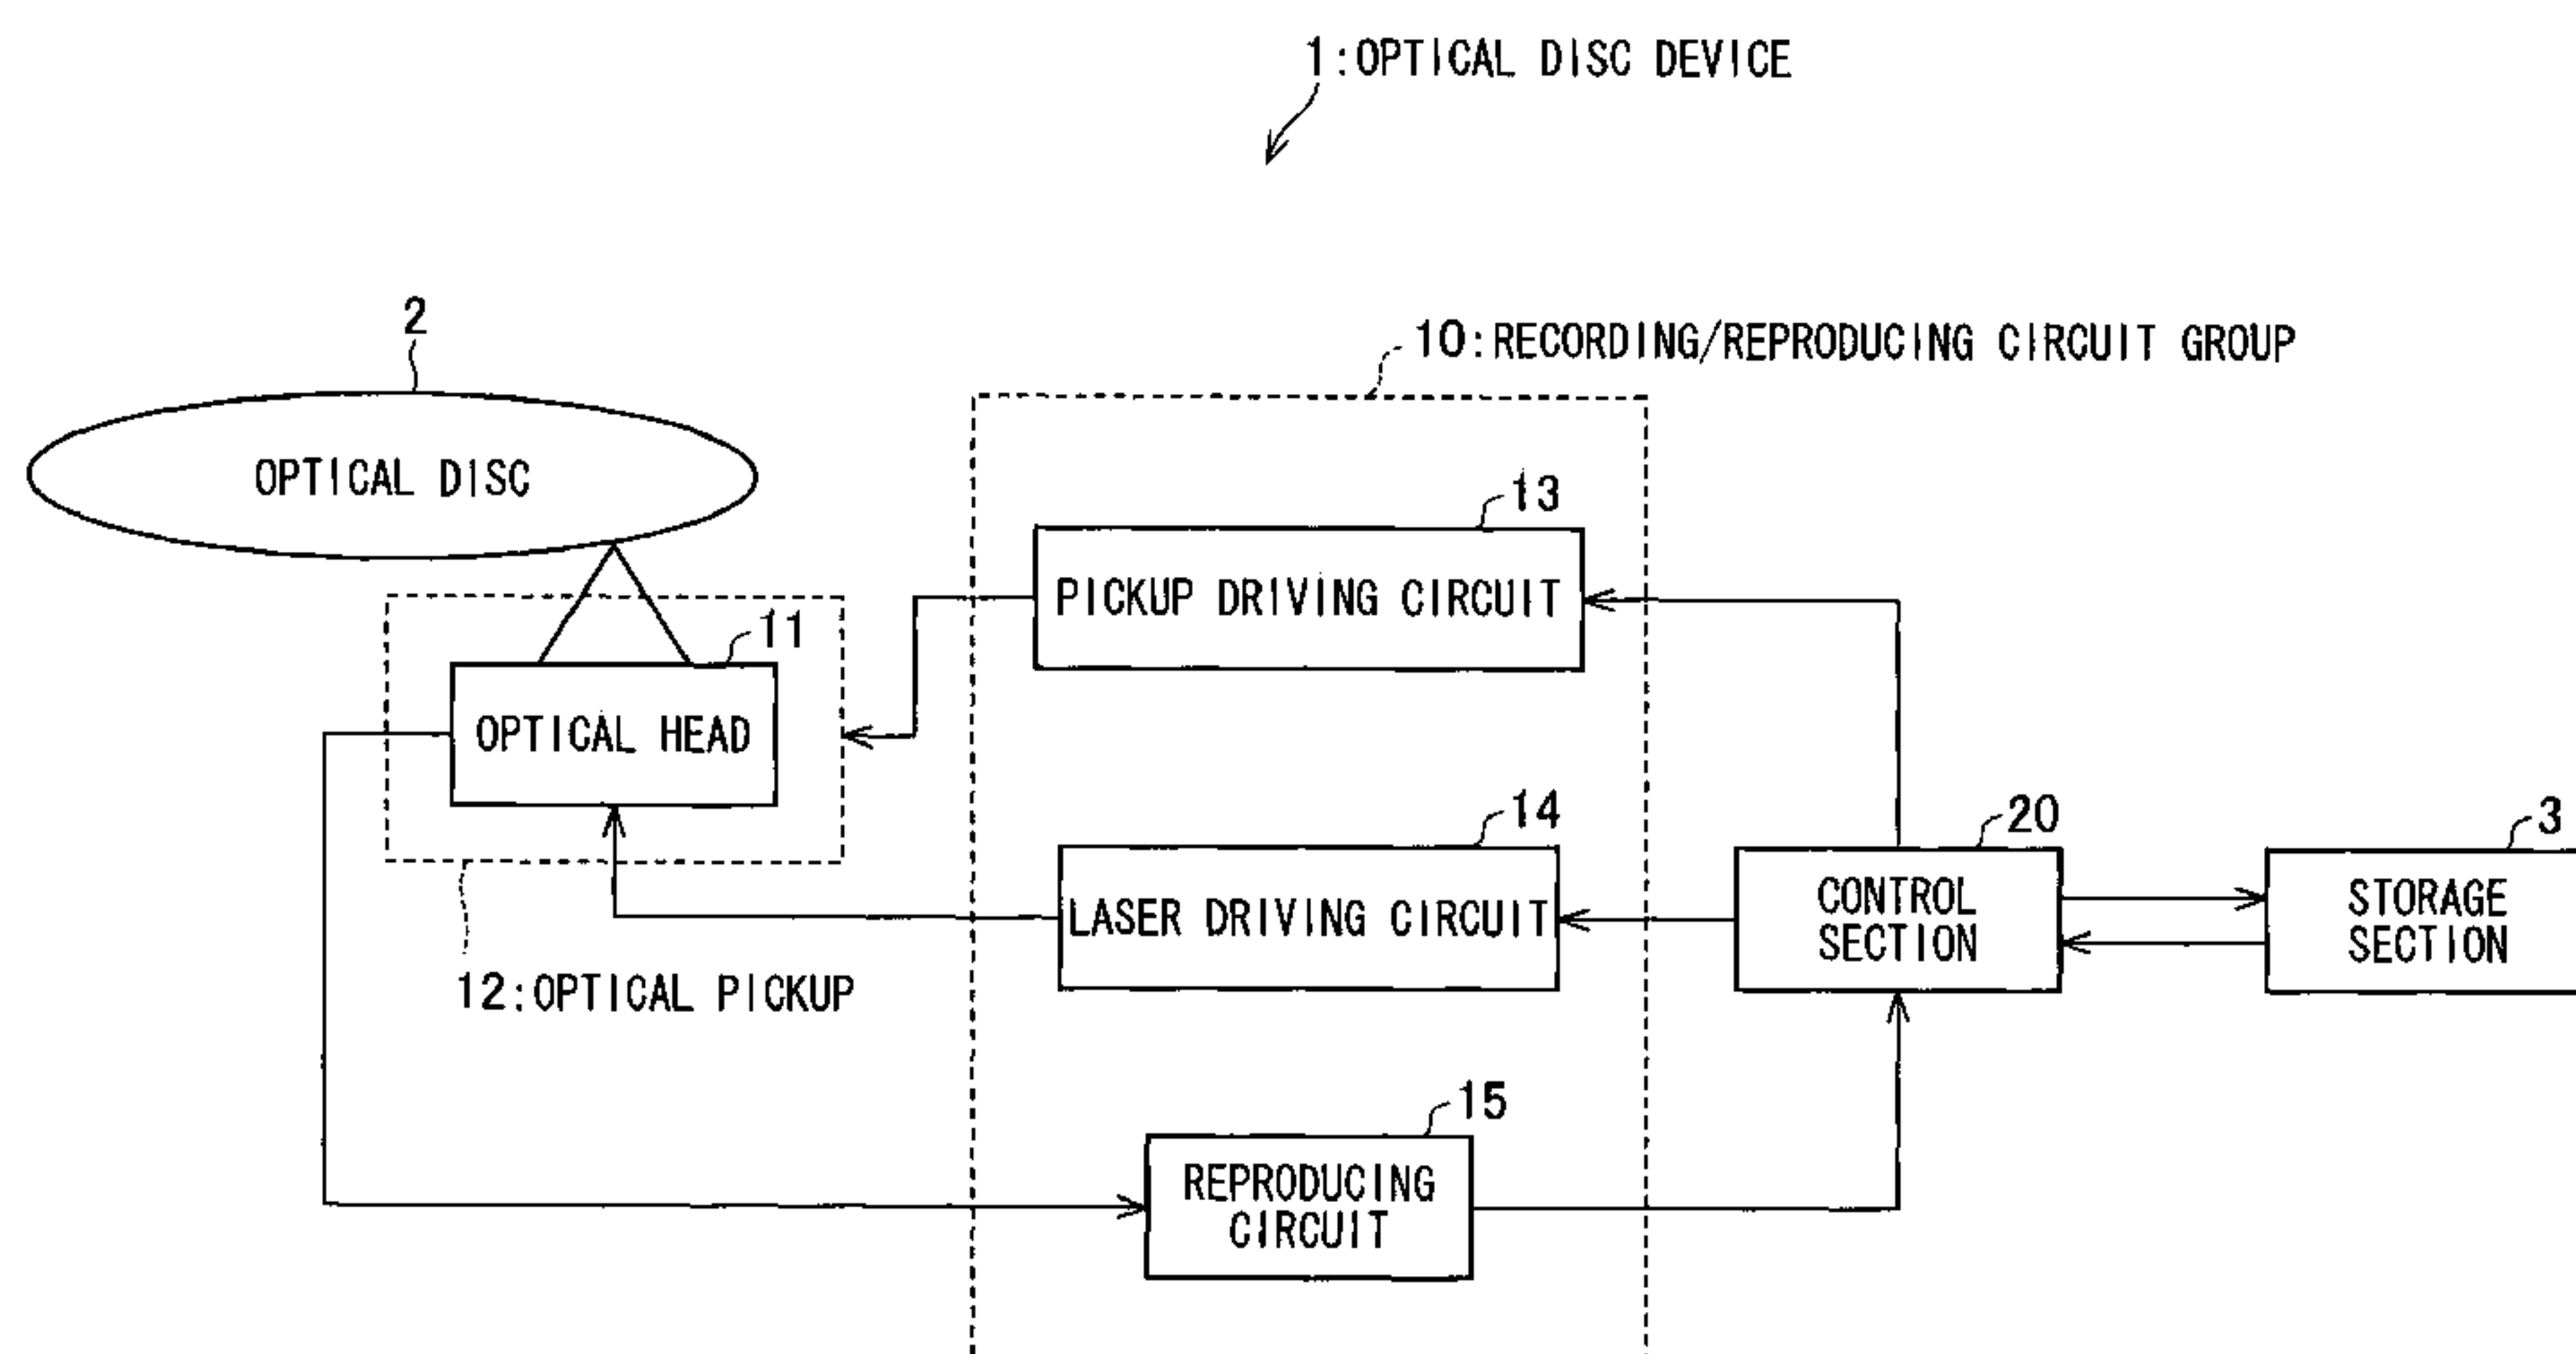 1:OPTICAL DISC DEVICE
2
10:RECORDING/REPRODUCING CIRCUIT GROUP
OPTICAL DISC
13
PICKUP DRIVING CIRCUIT
11
OPTICAL HEAD
14
20
3
LASER DRIVING CIRCUIT
CONTROL
SECTION
STORAGE
SECTION
12:OPTICAL PICKUP
15
REPRODUCING
CIRCUIT